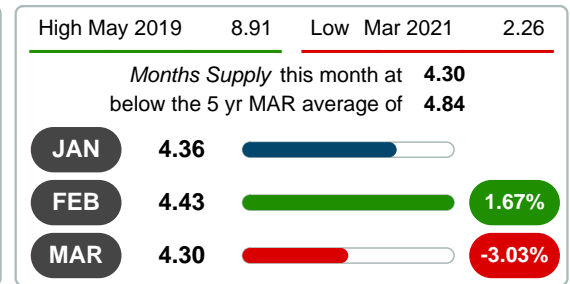 High May 2019 8.91 Low Mar 2021 2.26
Months Supply this month at 4.30
below the 5 yr MAR average of 4.84
JAN 4.36
FEB 4.43 1.67%
MAR 4.30 -3.03%